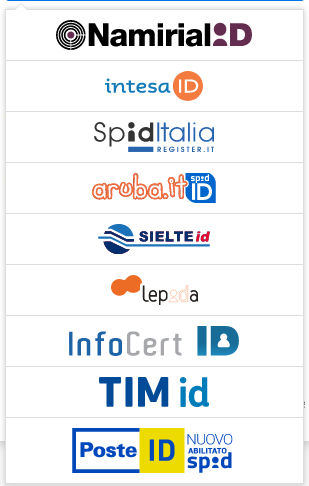 NamirialID
intesa ID
SpidItalia
REGISTER.IT
aruba.it spid ID
SIELTE id
lepida
InfoCert ID
TIM id
Poste ID NUOVO
ABILITATO
spid